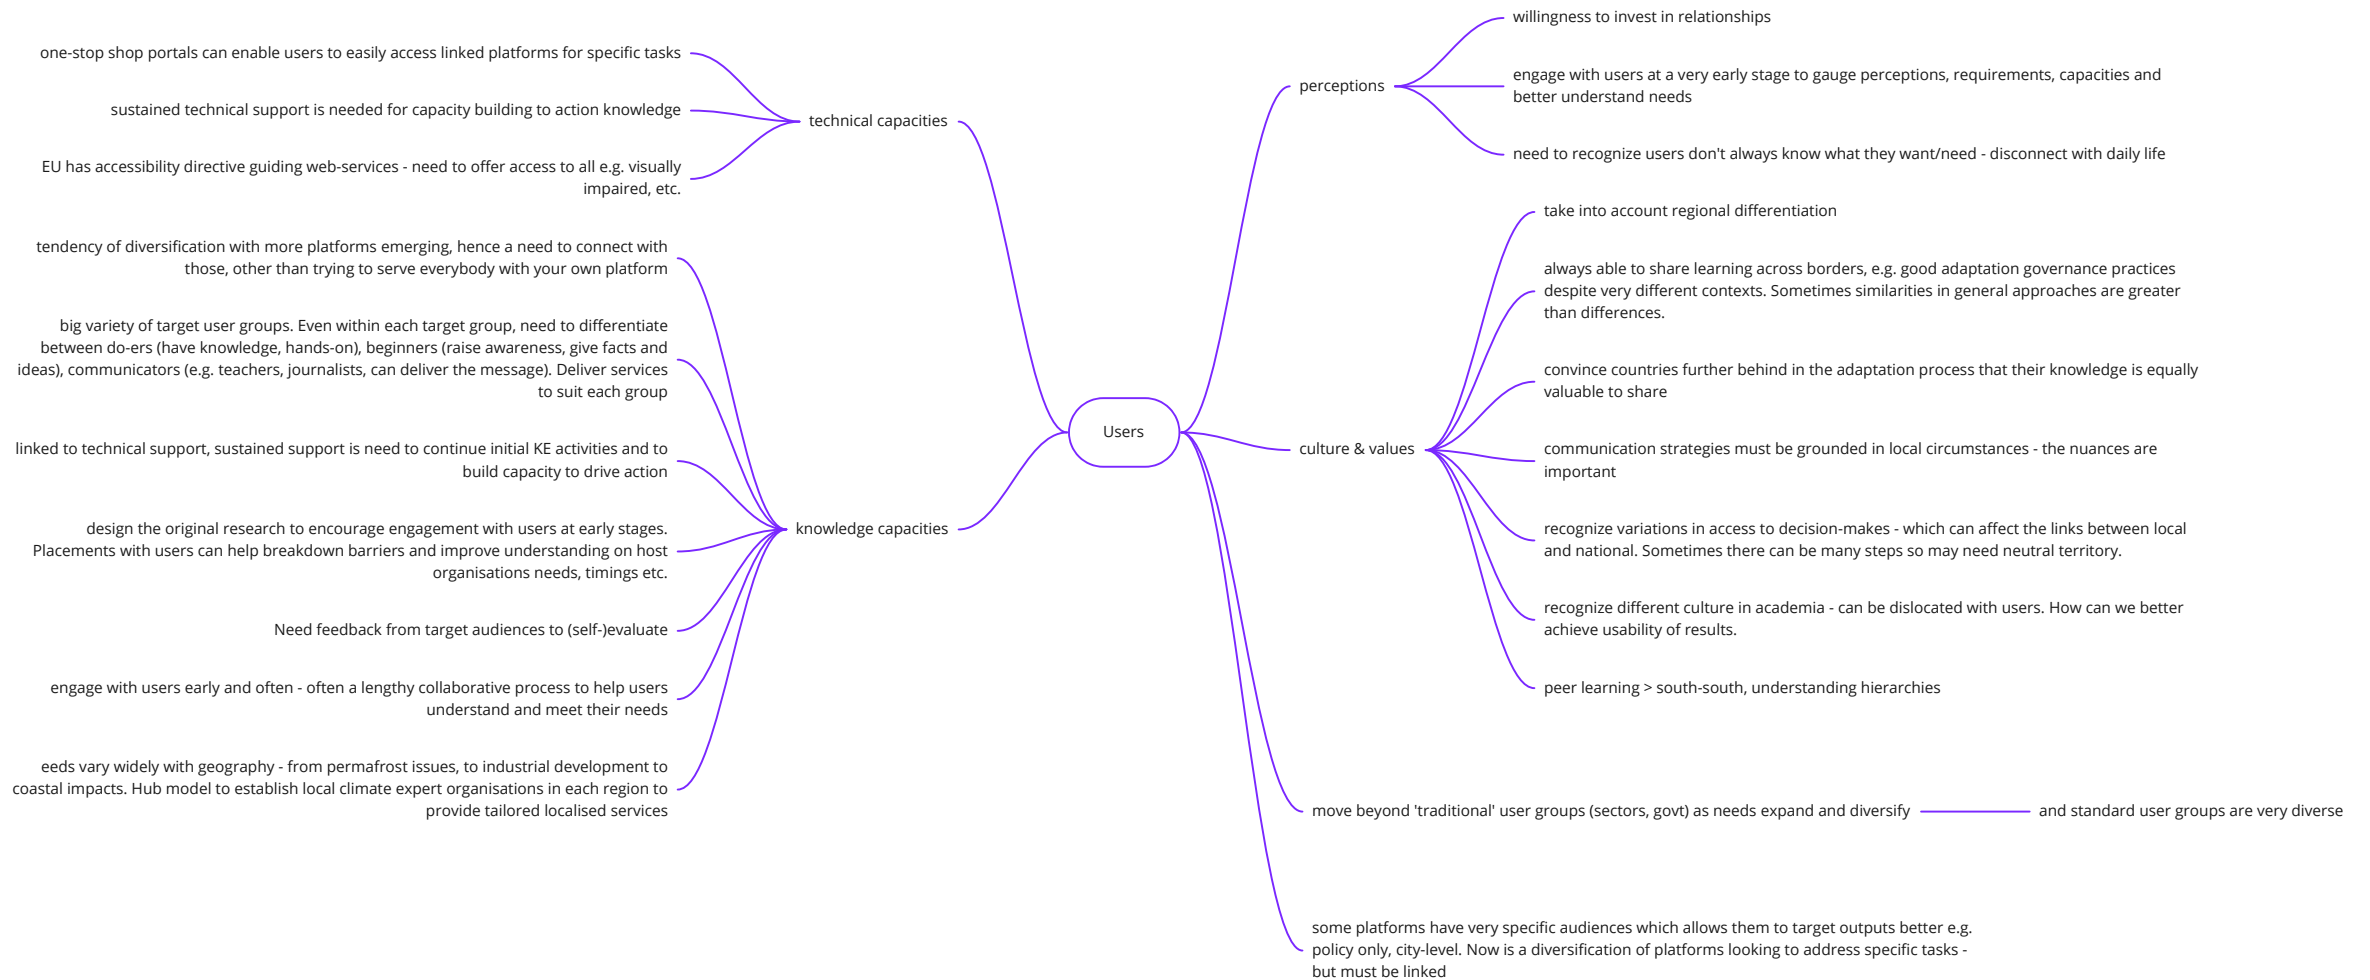 one-stop shop portals can enable users to easily access linked platforms for specific tasks
sustained technical support is needed for capacity building to action knowledge
EU has accessibility directive guiding web-services - need to offer access to all e.g. visually
impaired, etc.
technical capacities
tendency of diversification with more platforms emerging, hence a need to connect with
those, other than trying to serve everybody with your own platform
big variety of target user groups. Even within each target group, need to differentiate
between do-ers (have knowledge, hands-on), beginners (raise awareness, give facts and
ideas), communicators (e.g. teachers, journalists, can deliver the message). Deliver services
to suit each group
linked to technical support, sustained support is need to continue initial KE activities and to
build capacity to drive action
design the original research to encourage engagement with users at early stages.
Placements with users can help breakdown barriers and improve understanding on host
organisations needs, timings etc.
Need feedback from target audiences to (self-)evaluate
engage with users early and often - often a lengthy collaborative process to help users
understand and meet their needs
eeds vary widely with geography - from permafrost issues, to industrial development to
coastal impacts. Hub model to establish local climate expert organisations in each region to
provide tailored localised services
knowledge capacities
Users
perceptions
willingness to invest in relationships
engage with users at a very early stage to gauge perceptions, requirements, capacities and
better understand needs
need to recognize users don't always know what they want/need - disconnect with daily life
culture & values
take into account regional differentiation
always able to share learning across borders, e.g. good adaptation governance practices
despite very different contexts. Sometimes similarities in general approaches are greater
than differences.
convince countries further behind in the adaptation process that their knowledge is equally
valuable to share
communication strategies must be grounded in local circumstances - the nuances are
important
recognize variations in access to decision-makes - which can affect the links between local
and national. Sometimes there can be many steps so may need neutral territory.
recognize different culture in academia - can be dislocated with users. How can we better
achieve usability of results.
peer learning > south-south, understanding hierarchies
move beyond 'traditional' user groups (sectors, govt) as needs expand and diversify
and standard user groups are very diverse
some platforms have very specific audiences which allows them to target outputs better e.g.
policy only, city-level. Now is a diversification of platforms looking to address specific tasks -
but must be linked